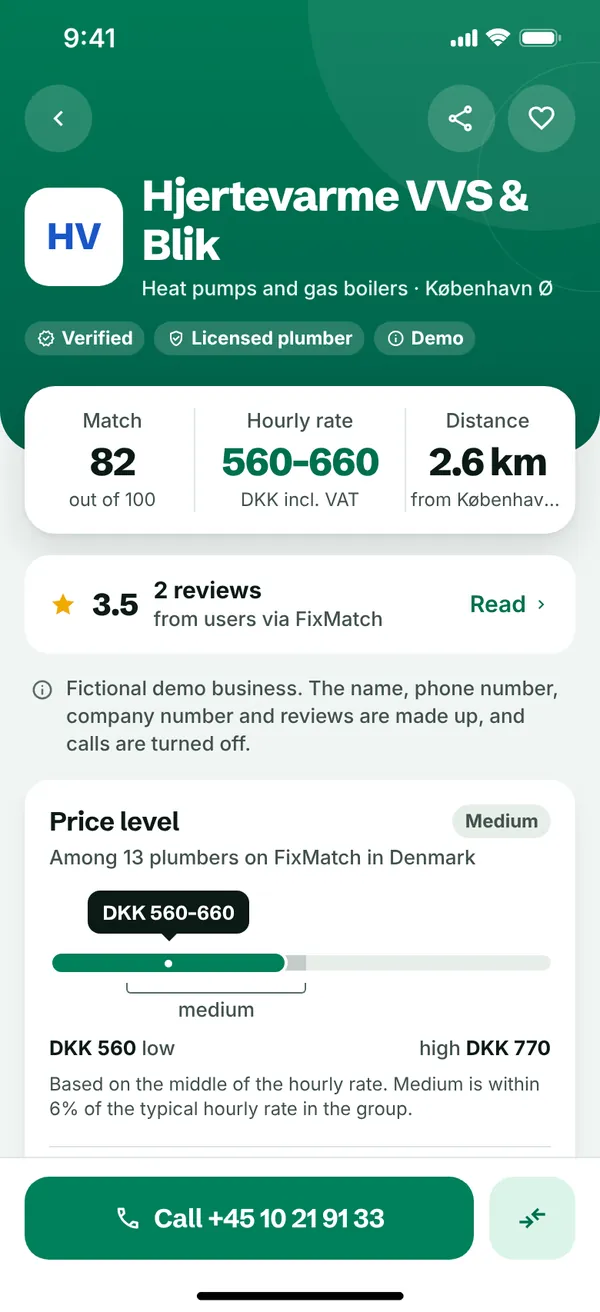 9:41
HV
Hjertevarme VVS &
Blik
Heat pumps and gas boilers · København Ø
Verified
Licensed plumber
Demo
Match
82
out of 100
Hourly rate
560–660
DKK incl. VAT
Distance
2.6 km
from Københav…
3.5
2 reviews
from users via FixMatch
Read
Fictional demo business. The name, phone number,
company number and reviews are made up, and
calls are turned off.
Price level
Medium
Among 13 plumbers on FixMatch in Denmark
DKK 560–660
medium
DKK 560 low
high DKK 770
Based on the middle of the hourly rate. Medium is within
6% of the typical hourly rate in the group.
Call +45 10 21 91 33